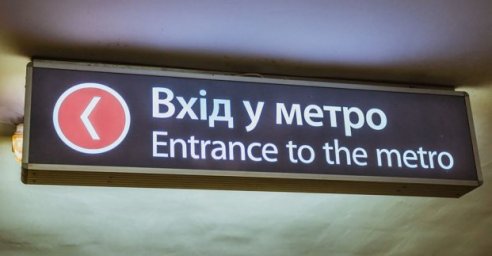 Вхід у метро
Entrance to the metro